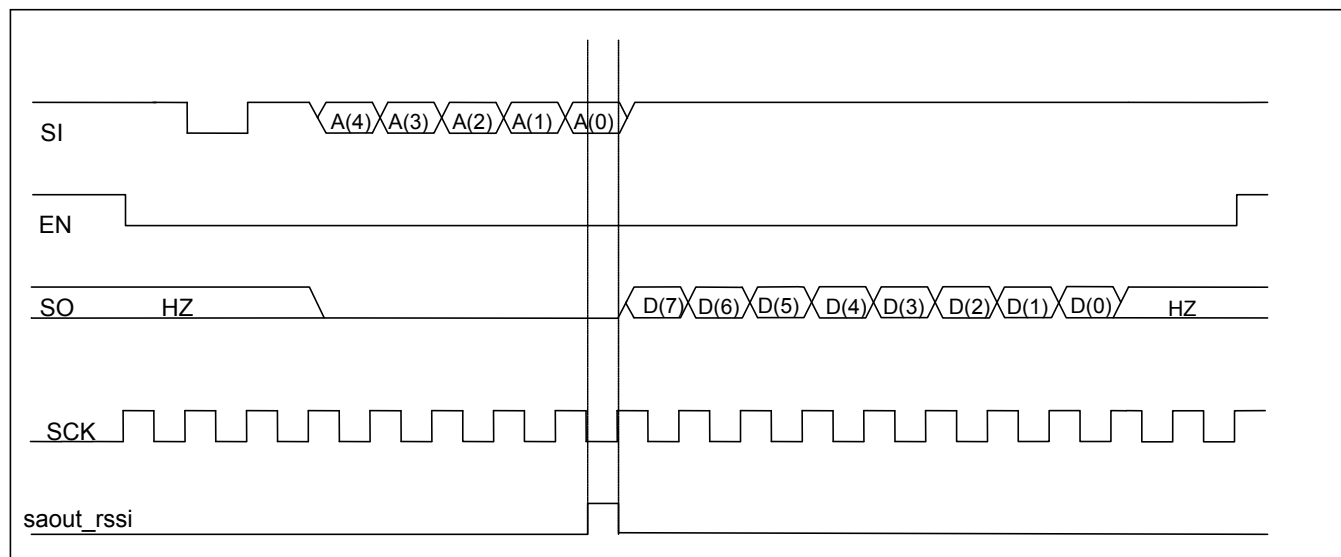 SI A(4) A(3) A(2) A(1) A(0)
EN
SO HZ D(7) D(6) D(5) D(4) D(3) D(2) D(1) D(0) HZ
SCK
saout_rssi